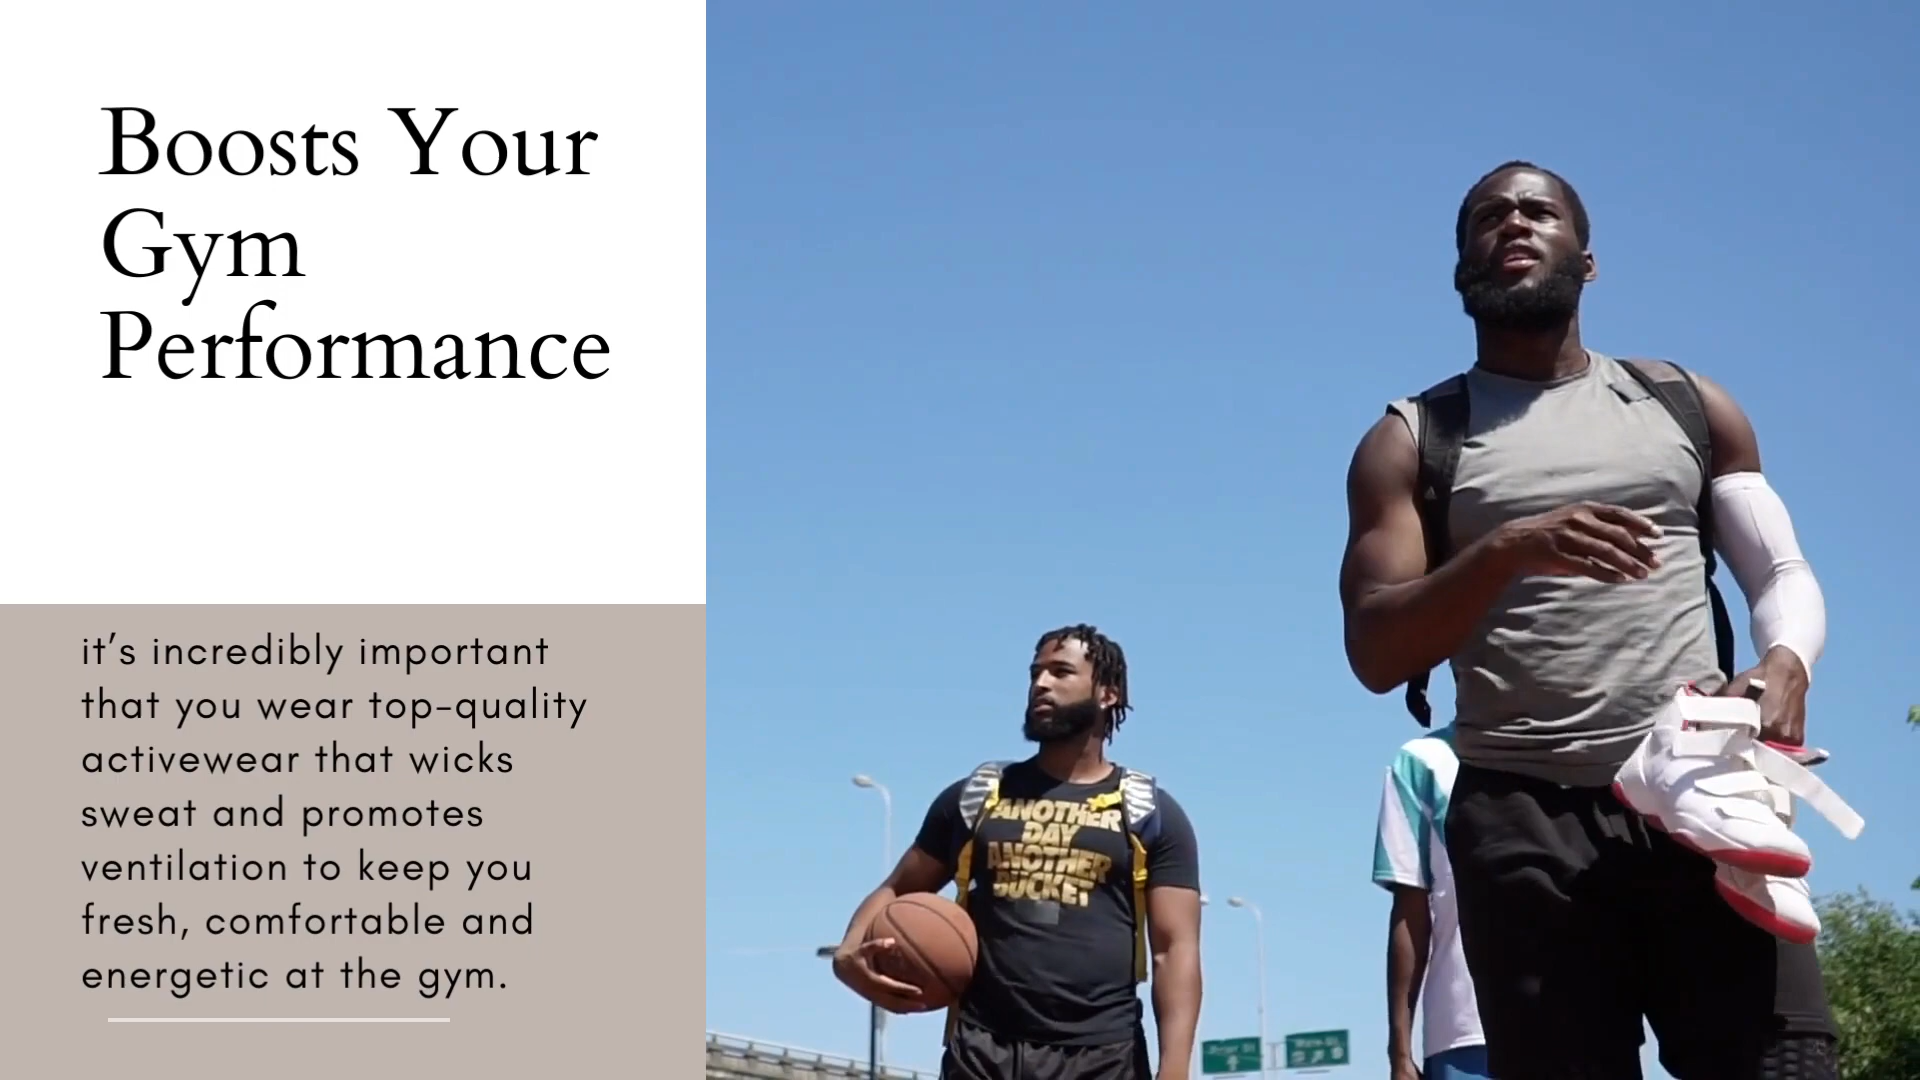 Boosts Your
Gym
Performance
it's incredibly important
that you wear top-quality
activewear that wicks
sweat and promotes
ventilation to keep you
fresh, comfortable and
energetic at the gym.
ANOTHER
DAY
ANOTHER
BUCKET